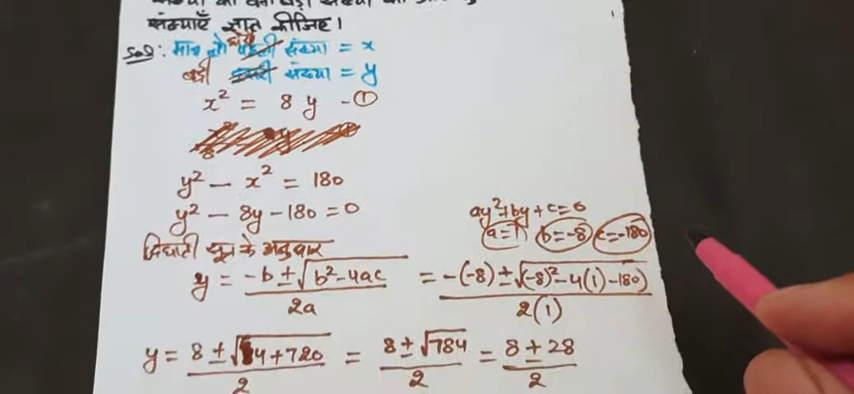 संख्याएँ ज्ञात कीजिए।
Sol: मान लो छोटी संख्या = x
बड़ी संख्या = y
x² = 8y - ①
y² - x² = 180
y² - 8y - 180 = 0
ay² + by + c = 0
a = 1 b = -8 c = -180
द्विघाती सूत्र के अनुसार
y = -b ± √b² - 4ac / 2a = -(-8) ± √(-8)² - 4(1) - 180) / 2(1)
y = 8 ± √64 + 720 / 2 = 8 ± √784 / 2 = 8 ± 28 / 2